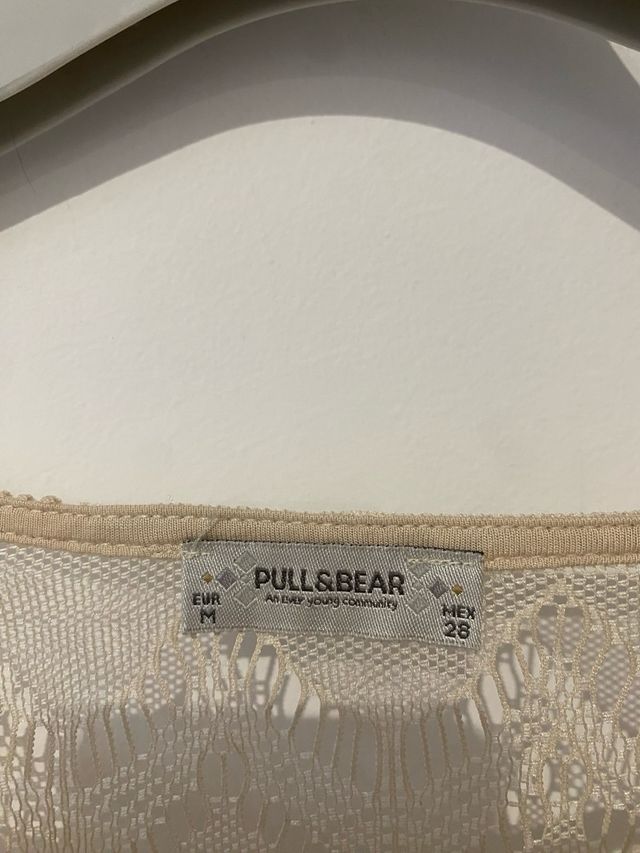 PULL&BEAR
An Ever young community
EUR
M
MEX
28